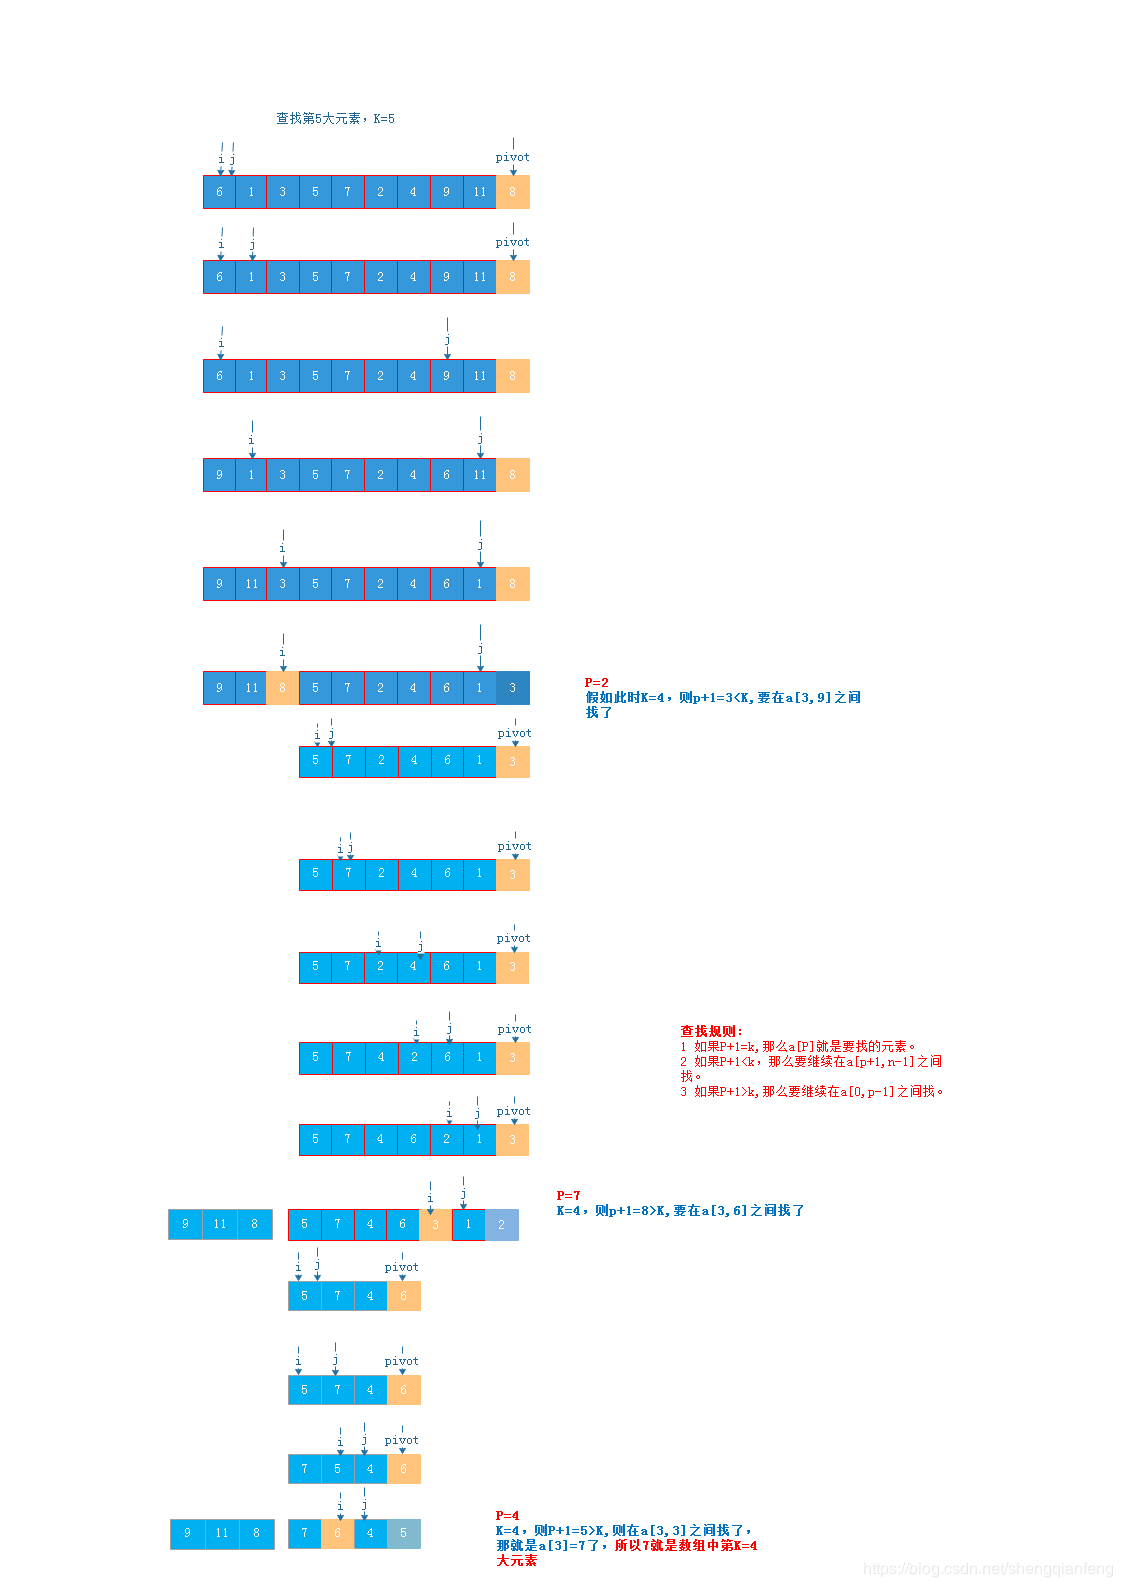 查找第5大元素，K=5
i j pivot
6 1 3 5 7 2 4 9 11 8
i j pivot
6 1 3 5 7 2 4 9 11 8
i j
6 1 3 5 7 2 4 9 11 8
i j
9 1 3 5 7 2 4 6 11 8
i j
9 11 3 5 7 2 4 6 1 8
i j
9 11 8 5 7 2 4 6 1 3
P=2
假如此时K=4，则p+1=3<K,要在a[3,9]之间
找了
i j pivot
5 7 2 4 6 1 3
i j pivot
5 7 2 4 6 1 3
i j pivot
5 7 2 4 6 1 3
i j pivot
5 7 4 2 6 1 3
查找规则：
1 如果P+1=k,那么a[P]就是要找的元素。
2 如果P+1<k，那么要继续在a[p+1,n-1]之间
找。
3 如果P+1>k,那么要继续在a[0,p-1]之间找。
i j pivot
5 7 4 6 2 1 3
i j
9 11 8 5 7 4 6 3 1 2
P=7
K=4，则p+1=8>K,要在a[3,6]之间找了
i j pivot
5 7 4 6
i j pivot
5 7 4 6
i j pivot
7 5 4 6
i j
9 11 8 7 6 4 5
P=4
K=4，则P+1=5>K,则在a[3,3]之间找了，
那就是a[3]=7了，所以7就是数组中第K=4
大元素
https://blog.csdn.net/shengqianfeng